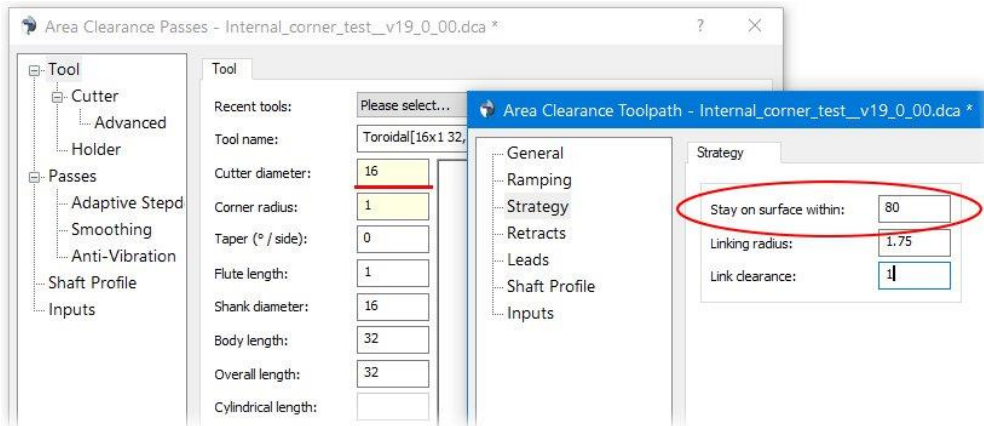 Area Clearance Passes - Internal_corner_test__v19_0_00.dca * ?
Tool
Cutter
Advanced
Holder
Passes
Adaptive Stepd
Smoothing
Anti-Vibration
Shaft Profile
Inputs
Tool
Recent tools: Please select...
Tool name: Toroidal[16x1 32,
Cutter diameter: 16
Corner radius: 1
Taper (° / side): 0
Flute length: 1
Shank diameter: 16
Body length: 32
Overall length: 32
Cylindrical length:
Area Clearance Toolpath - Internal_corner_test__v19_0_00.dca *
General
Ramping
Strategy
Retracts
Leads
Shaft Profile
Inputs
Strategy
Stay on surface within: 80
Linking radius: 1.75
Link clearance: 1